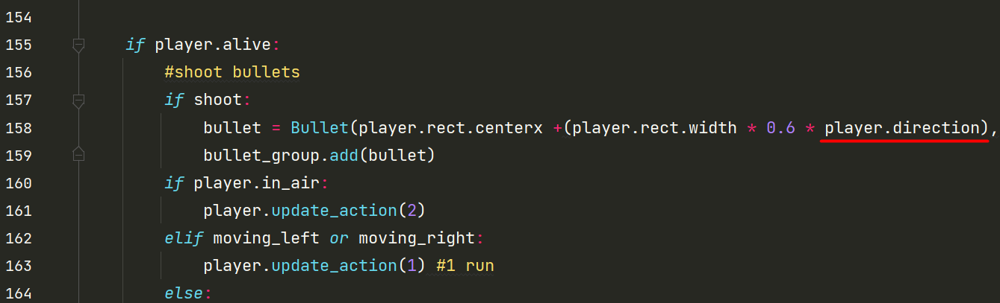 154
155 if player.alive:
156 #shoot bullets
157 if shoot:
158 bullet = Bullet(player.rect.centerx +(player.rect.width * 0.6 * player.direction),
159 bullet_group.add(bullet)
160 if player.in_air:
161 player.update_action(2)
162 elif moving_left or moving_right:
163 player.update_action(1) #1 run
164 else: